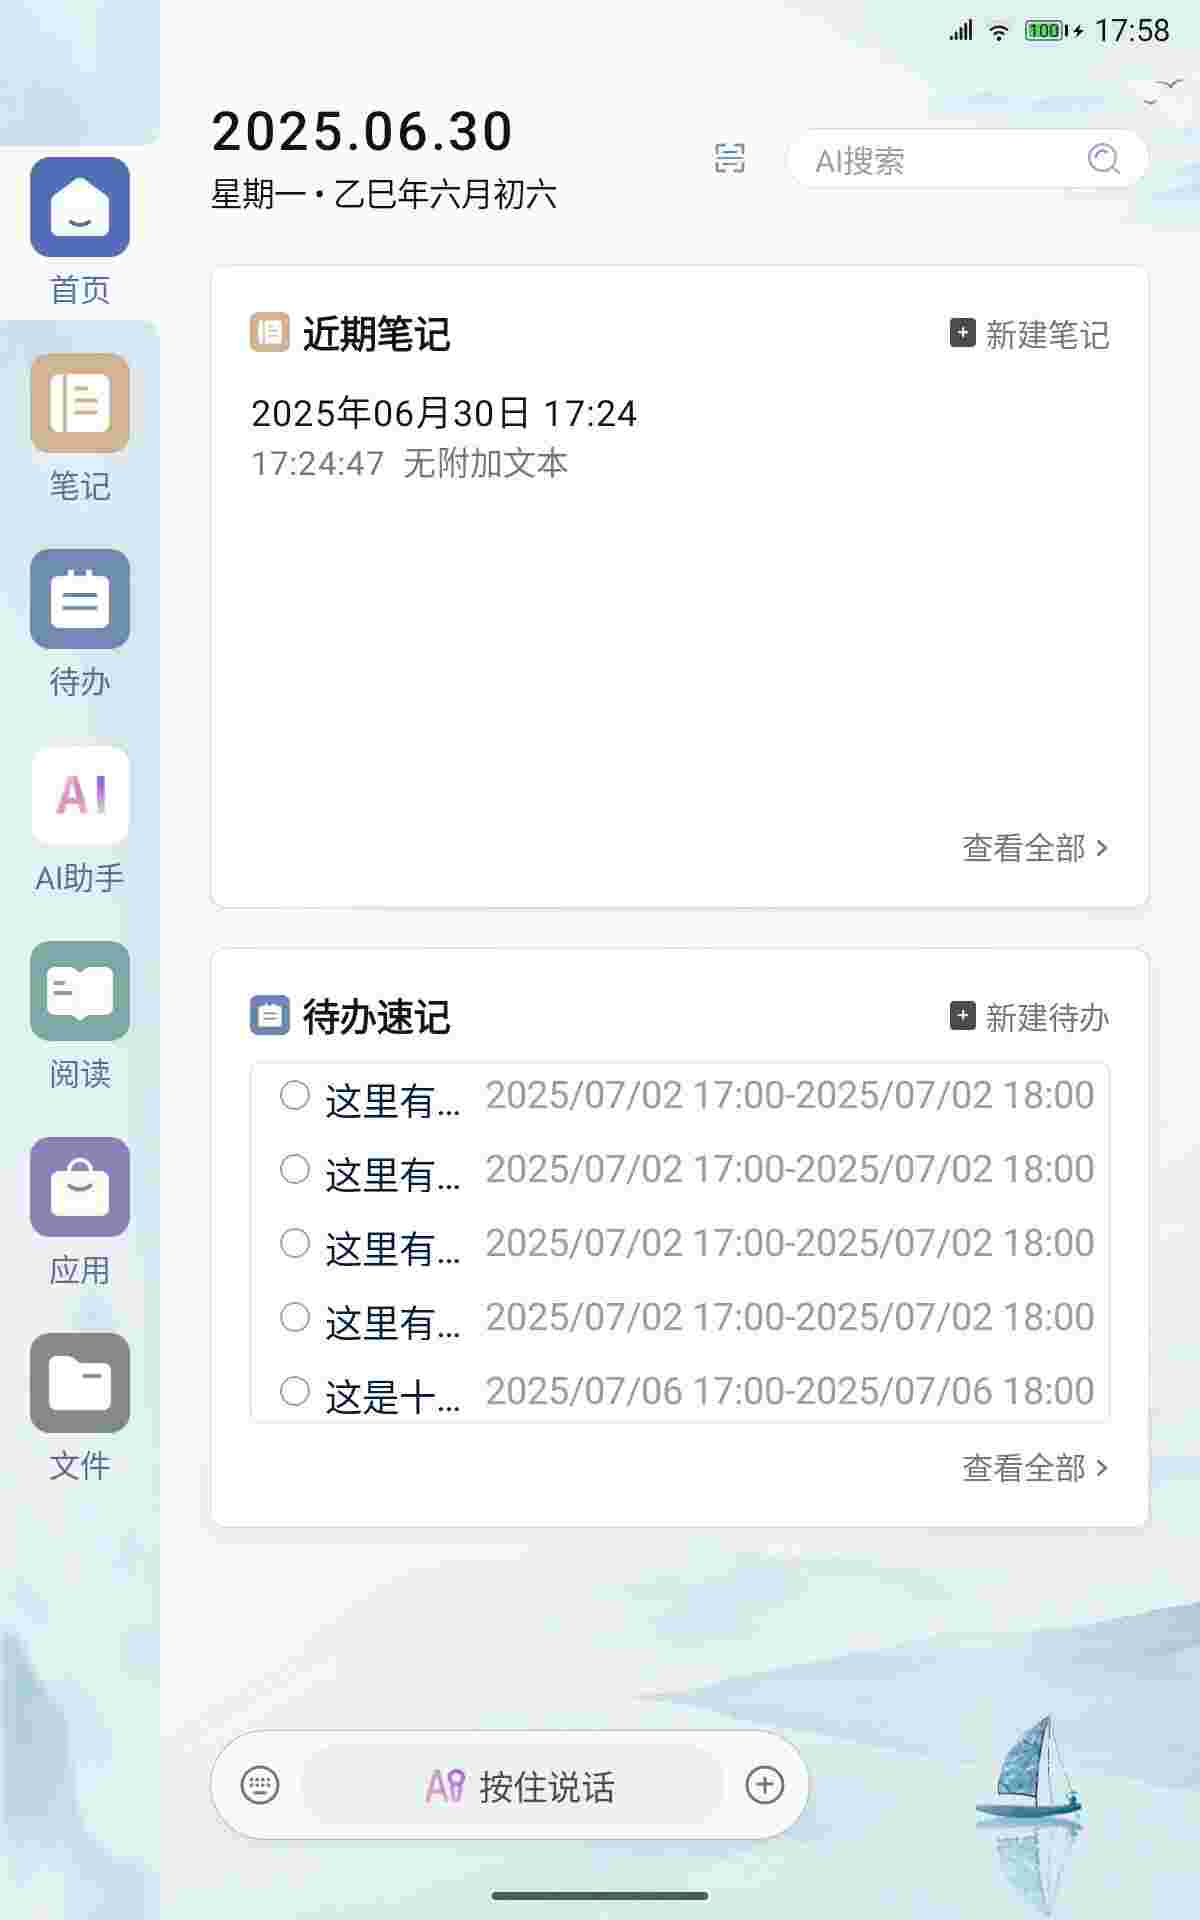 100 17:58
2025.06.30
星期一·乙巳年六月初六
AI搜索
首页
笔记
待办
AI
AI助手
阅读
应用
文件
近期笔记
新建笔记
2025年06月30日 17:24
17:24:47 无附加文本
查看全部 >
待办速记
新建待办
这里有... 2025/07/02 17:00-2025/07/02 18:00
这里有... 2025/07/02 17:00-2025/07/02 18:00
这里有... 2025/07/02 17:00-2025/07/02 18:00
这里有... 2025/07/02 17:00-2025/07/02 18:00
这是十... 2025/07/06 17:00-2025/07/06 18:00
查看全部 >
AI 按住说话